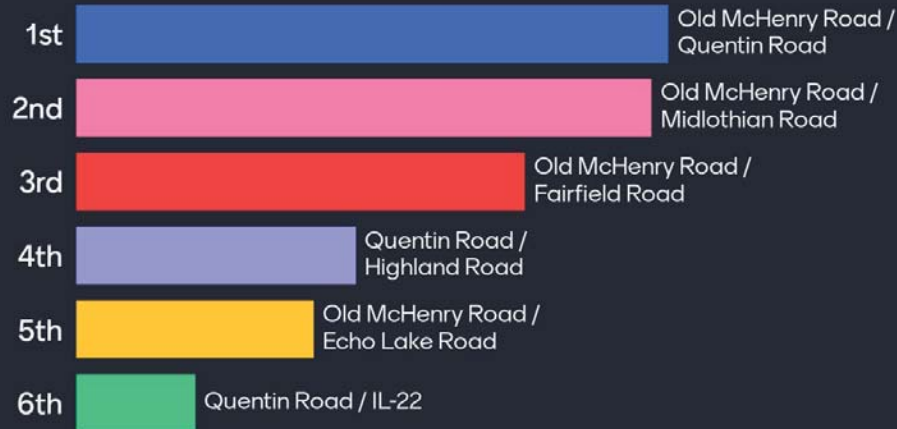 1st
Old McHenry Road /
Quentin Road
2nd
Old McHenry Road /
Midlothian Road
3rd
Old McHenry Road /
Fairfield Road
4th
Quentin Road /
Highland Road
5th
Old McHenry Road /
Echo Lake Road
6th
Quentin Road / IL-22